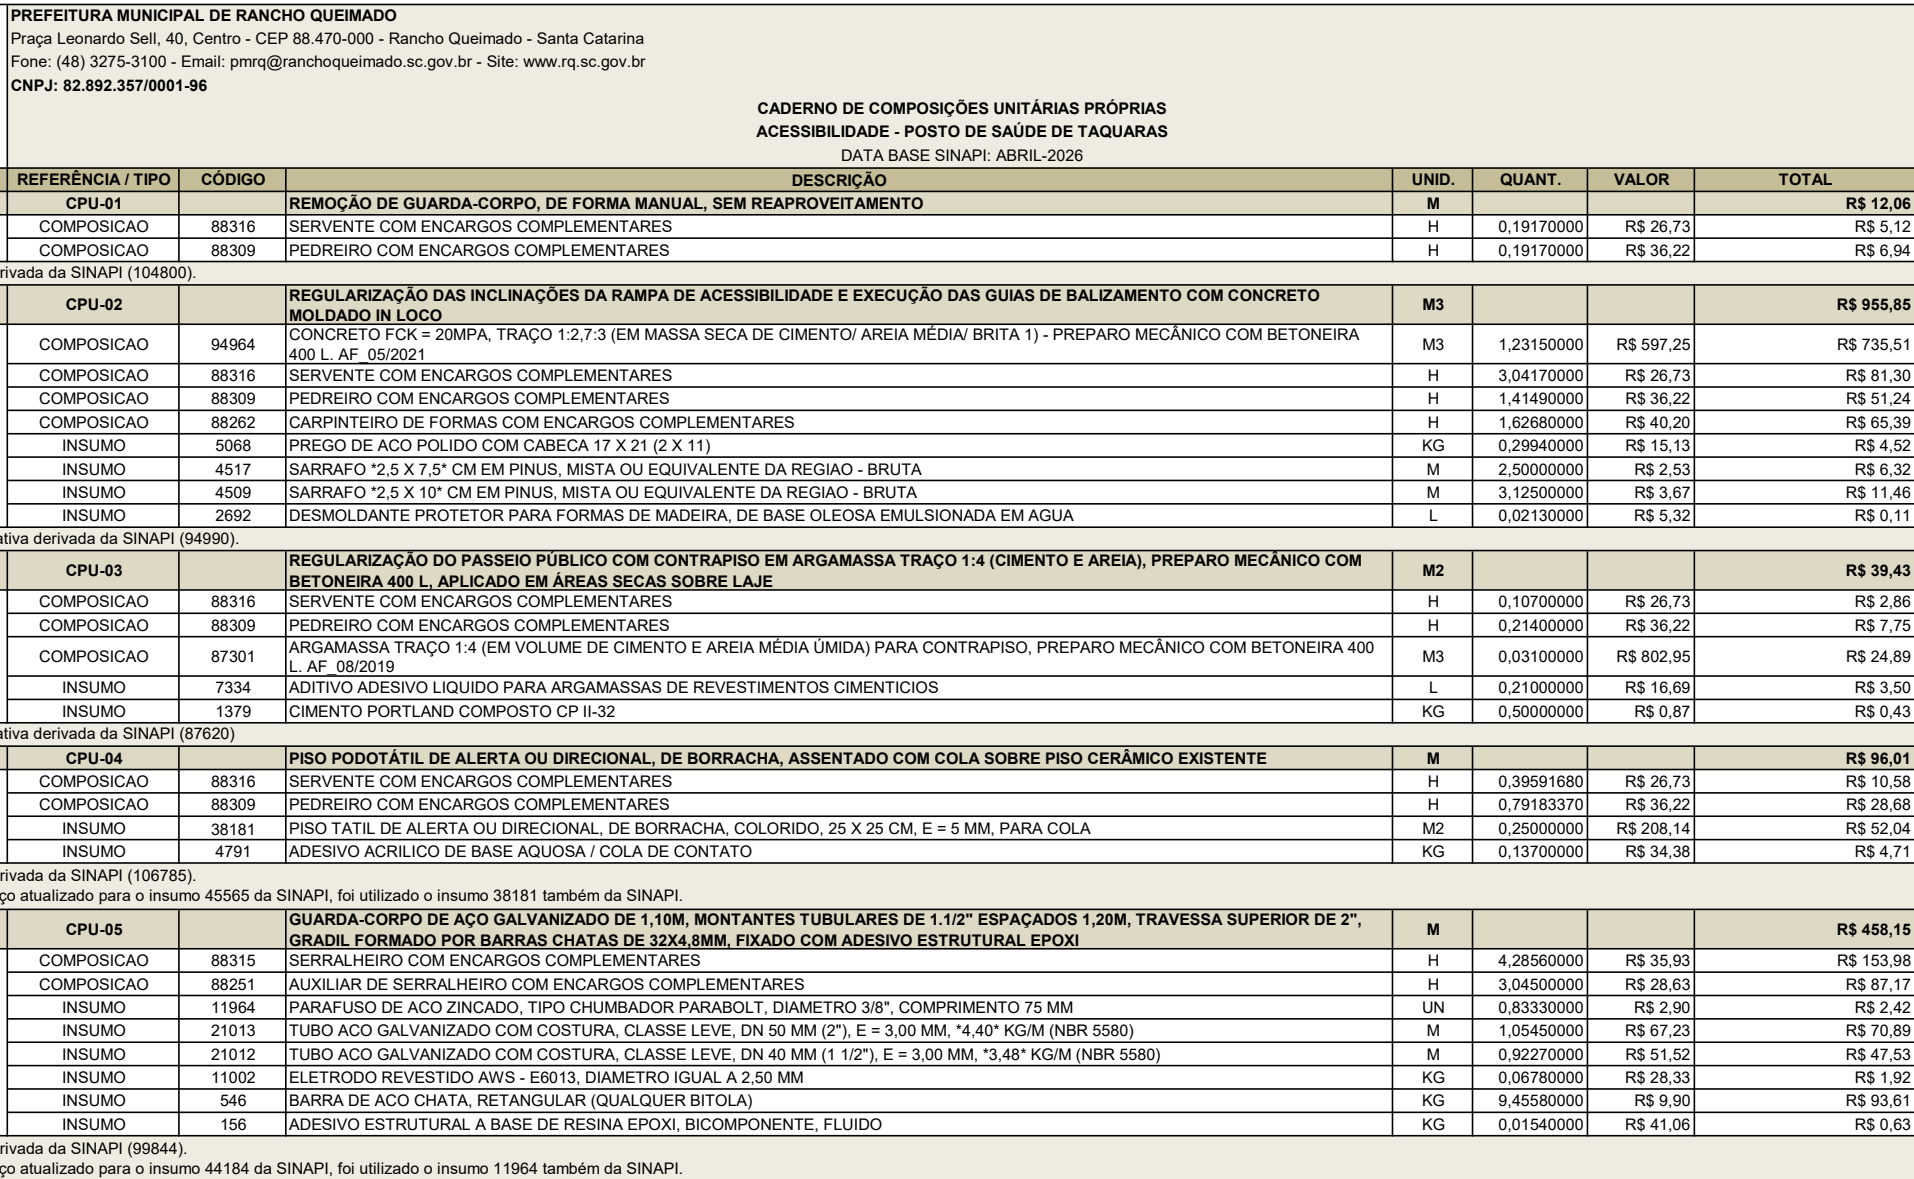 PREFEITURA MUNICIPAL DE RANCHO QUEIMADO
Praça Leonardo Sell, 40, Centro - CEP 88.470-000 - Rancho Queimado - Santa Catarina
Fone: (48) 3275-3100 - Email: pmrq@ranchoqueimado.sc.gov.br - Site: www.rq.sc.gov.br
CNPJ: 82.892.357/0001-96
CADERNO DE COMPOSIÇÕES UNITÁRIAS PRÓPRIAS
ACESSIBILIDADE - POSTO DE SAÚDE DE TAQUARAS
DATA BASE SINAPI: ABRIL-2026
REFERÊNCIA / TIPO CÓDIGO DESCRIÇÃO UNID. QUANT. VALOR TOTAL
CPU-01 REMOÇÃO DE GUARDA-CORPO, DE FORMA MANUAL, SEM REAPROVEITAMENTO M R$ 12,06
COMPOSICAO 88316 SERVENTE COM ENCARGOS COMPLEMENTARES H 0,19170000 R$ 26,73 R$ 5,12
COMPOSICAO 88309 PEDREIRO COM ENCARGOS COMPLEMENTARES H 0,19170000 R$ 36,22 R$ 6,94
rivada da SINAPI (104800).
CPU-02 REGULARIZAÇÃO DAS INCLINAÇÕES DA RAMPA DE ACESSIBILIDADE E EXECUÇÃO DAS GUIAS DE BALIZAMENTO COM CONCRETO
MOLDADO IN LOCO M3 R$ 955,85
COMPOSICAO 94964 CONCRETO FCK = 20MPA, TRAÇO 1:2,7:3 (EM MASSA SECA DE CIMENTO/ AREIA MÉDIA/ BRITA 1) - PREPARO MECÂNICO COM BETONEIRA
400 L. AF_05/2021 M3 1,23150000 R$ 597,25 R$ 735,51
COMPOSICAO 88316 SERVENTE COM ENCARGOS COMPLEMENTARES H 3,04170000 R$ 26,73 R$ 81,30
COMPOSICAO 88309 PEDREIRO COM ENCARGOS COMPLEMENTARES H 1,41490000 R$ 36,22 R$ 51,24
COMPOSICAO 88262 CARPINTEIRO DE FORMAS COM ENCARGOS COMPLEMENTARES H 1,62680000 R$ 40,20 R$ 65,39
INSUMO 5068 PREGO DE ACO POLIDO COM CABECA 17 X 21 (2 X 11) KG 0,29940000 R$ 15,13 R$ 4,52
INSUMO 4517 SARRAFO *2,5 X 7,5* CM EM PINUS, MISTA OU EQUIVALENTE DA REGIAO - BRUTA M 2,50000000 R$ 2,53 R$ 6,32
INSUMO 4509 SARRAFO *2,5 X 10* CM EM PINUS, MISTA OU EQUIVALENTE DA REGIAO - BRUTA M 3,12500000 R$ 3,67 R$ 11,46
INSUMO 2692 DESMOLDANTE PROTETOR PARA FORMAS DE MADEIRA, DE BASE OLEOSA EMULSIONADA EM AGUA L 0,02130000 R$ 5,32 R$ 0,11
ativa derivada da SINAPI (94990).
CPU-03 REGULARIZAÇÃO DO PASSEIO PÚBLICO COM CONTRAPISO EM ARGAMASSA TRAÇO 1:4 (CIMENTO E AREIA), PREPARO MECÂNICO COM
BETONEIRA 400 L, APLICADO EM ÁREAS SECAS SOBRE LAJE M2 R$ 39,43
COMPOSICAO 88316 SERVENTE COM ENCARGOS COMPLEMENTARES H 0,10700000 R$ 26,73 R$ 2,86
COMPOSICAO 88309 PEDREIRO COM ENCARGOS COMPLEMENTARES H 0,21400000 R$ 36,22 R$ 7,75
COMPOSICAO 87301 ARGAMASSA TRAÇO 1:4 (EM VOLUME DE CIMENTO E AREIA MÉDIA ÚMIDA) PARA CONTRAPISO, PREPARO MECÂNICO COM BETONEIRA 400
L. AF_08/2019 M3 0,03100000 R$ 802,95 R$ 24,89
INSUMO 7334 ADITIVO ADESIVO LIQUIDO PARA ARGAMASSAS DE REVESTIMENTOS CIMENTICIOS L 0,21000000 R$ 16,69 R$ 3,50
INSUMO 1379 CIMENTO PORTLAND COMPOSTO CP II-32 KG 0,50000000 R$ 0,87 R$ 0,43
ativa derivada da SINAPI (87620)
CPU-04 PISO PODOTÁTIL DE ALERTA OU DIRECIONAL, DE BORRACHA, ASSENTADO COM COLA SOBRE PISO CERÂMICO EXISTENTE M R$ 96,01
COMPOSICAO 88316 SERVENTE COM ENCARGOS COMPLEMENTARES H 0,39591680 R$ 26,73 R$ 10,58
COMPOSICAO 88309 PEDREIRO COM ENCARGOS COMPLEMENTARES H 0,79183370 R$ 36,22 R$ 28,68
INSUMO 38181 PISO TATIL DE ALERTA OU DIRECIONAL, DE BORRACHA, COLORIDO, 25 X 25 CM, E = 5 MM, PARA COLA M2 0,25000000 R$ 208,14 R$ 52,04
INSUMO 4791 ADESIVO ACRILICO DE BASE AQUOSA / COLA DE CONTATO KG 0,13700000 R$ 34,38 R$ 4,71
rivada da SINAPI (106785).
ço atualizado para o insumo 45565 da SINAPI, foi utilizado o insumo 38181 também da SINAPI.
CPU-05 GUARDA-CORPO DE AÇO GALVANIZADO DE 1,10M, MONTANTES TUBULARES DE 1.1/2" ESPAÇADOS 1,20M, TRAVESSA SUPERIOR DE 2",
GRADIL FORMADO POR BARRAS CHATAS DE 32X4,8MM, FIXADO COM ADESIVO ESTRUTURAL EPOXI M R$ 458,15
COMPOSICAO 88315 SERRALHEIRO COM ENCARGOS COMPLEMENTARES H 4,28560000 R$ 35,93 R$ 153,98
COMPOSICAO 88251 AUXILIAR DE SERRALHEIRO COM ENCARGOS COMPLEMENTARES H 3,04500000 R$ 28,63 R$ 87,17
INSUMO 11964 PARAFUSO DE ACO ZINCADO, TIPO CHUMBADOR PARABOLT, DIAMETRO 3/8", COMPRIMENTO 75 MM UN 0,83330000 R$ 2,90 R$ 2,42
INSUMO 21013 TUBO ACO GALVANIZADO COM COSTURA, CLASSE LEVE, DN 50 MM (2"), E = 3,00 MM, *4,40* KG/M (NBR 5580) M 1,05450000 R$ 67,23 R$ 70,89
INSUMO 21012 TUBO ACO GALVANIZADO COM COSTURA, CLASSE LEVE, DN 40 MM (1 1/2"), E = 3,00 MM, *3,48* KG/M (NBR 5580) M 0,92270000 R$ 51,52 R$ 47,53
INSUMO 11002 ELETRODO REVESTIDO AWS - E6013, DIAMETRO IGUAL A 2,50 MM KG 0,06780000 R$ 28,33 R$ 1,92
INSUMO 546 BARRA DE ACO CHATA, RETANGULAR (QUALQUER BITOLA) KG 9,45580000 R$ 9,90 R$ 93,61
INSUMO 156 ADESIVO ESTRUTURAL A BASE DE RESINA EPOXI, BICOMPONENTE, FLUIDO KG 0,01540000 R$ 41,06 R$ 0,63
rivada da SINAPI (99844).
ço atualizado para o insumo 44184 da SINAPI, foi utilizado o insumo 11964 também da SINAPI.